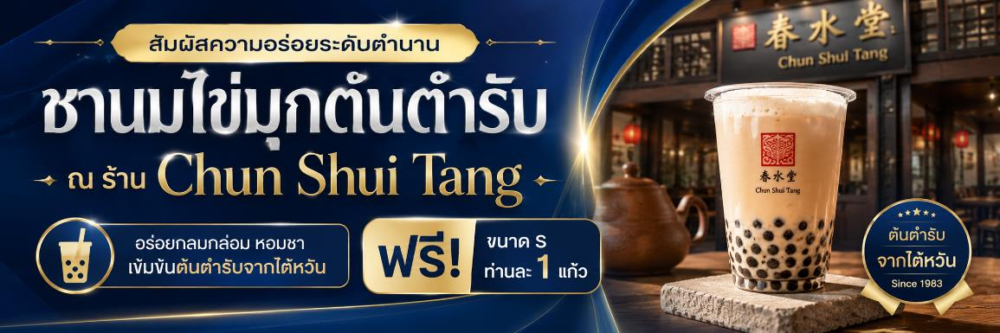 สัมผัสความอร่อยระดับตำนาน
ชานมไข่มุกต้นตำรับ
ณ ร้าน Chun Shui Tang
อร่อยกลมกล่อม หอมชา
เข้มข้นต้นตำรับจากไต้หวัน
ฟรี!
ขนาด S
ท่านละ 1 แก้ว
春水堂
Chun Shui Tang
春水堂
Chun Shui Tang
ต้นตำรับ
จากไต้หวัน
Since 1983